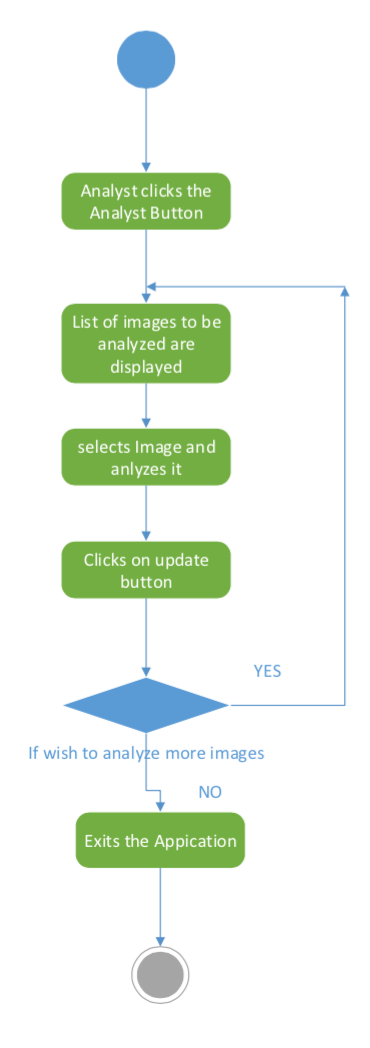 Analyst clicks the
Analyst Button
List of images to be
analyzed are
displayed
selects Image and
anlyzes it
Clicks on update
button
YES
If wish to analyze more images
NO
Exits the Appication